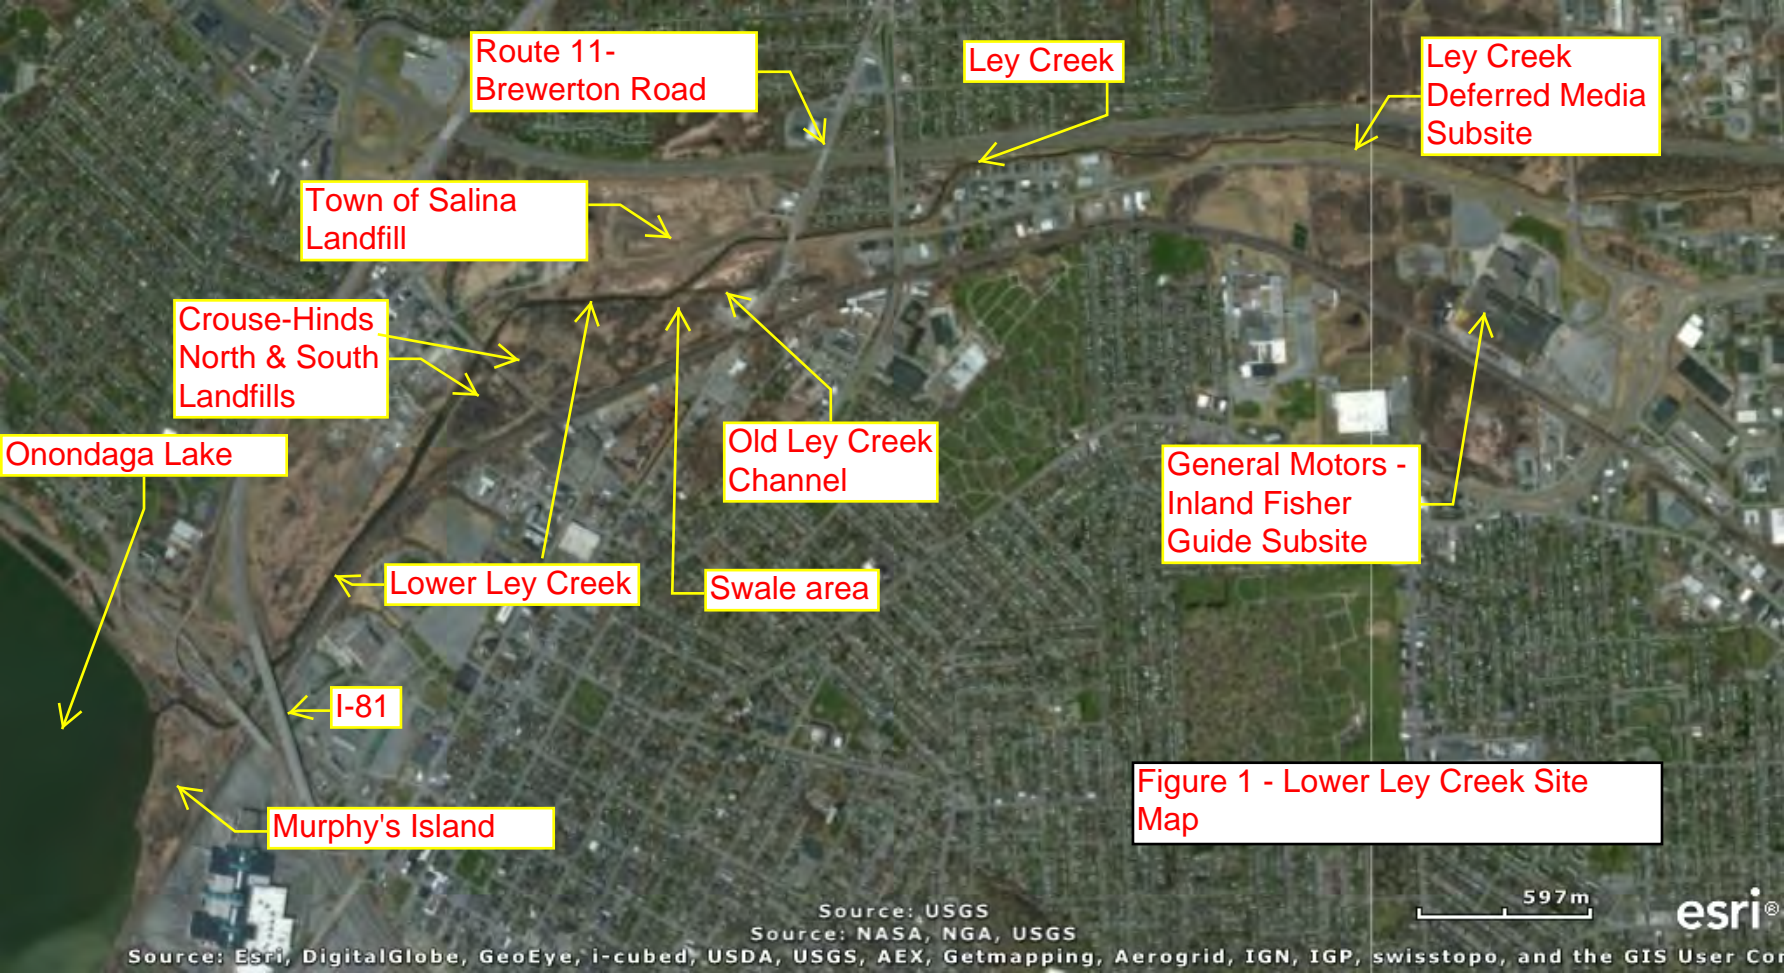 Route 11-
Brewerton Road
Ley Creek
Ley Creek
Deferred Media
Subsite
Town of Salina
Landfill
Crouse-Hinds
North & South
Landfills
Onondaga Lake
Old Ley Creek
Channel
General Motors -
Inland Fisher
Guide Subsite
Lower Ley Creek
Swale area
I-81
Murphy's Island
Figure 1 - Lower Ley Creek Site
Map
597m
esri®
Source: USGS
Source: NASA, NGA, USGS
Source: Esri, DigitalGlobe, GeoEye, i-cubed, USDA, USGS, AEX, Getmapping, Aerogrid, IGN, IGP, swisstopo, and the GIS User Co